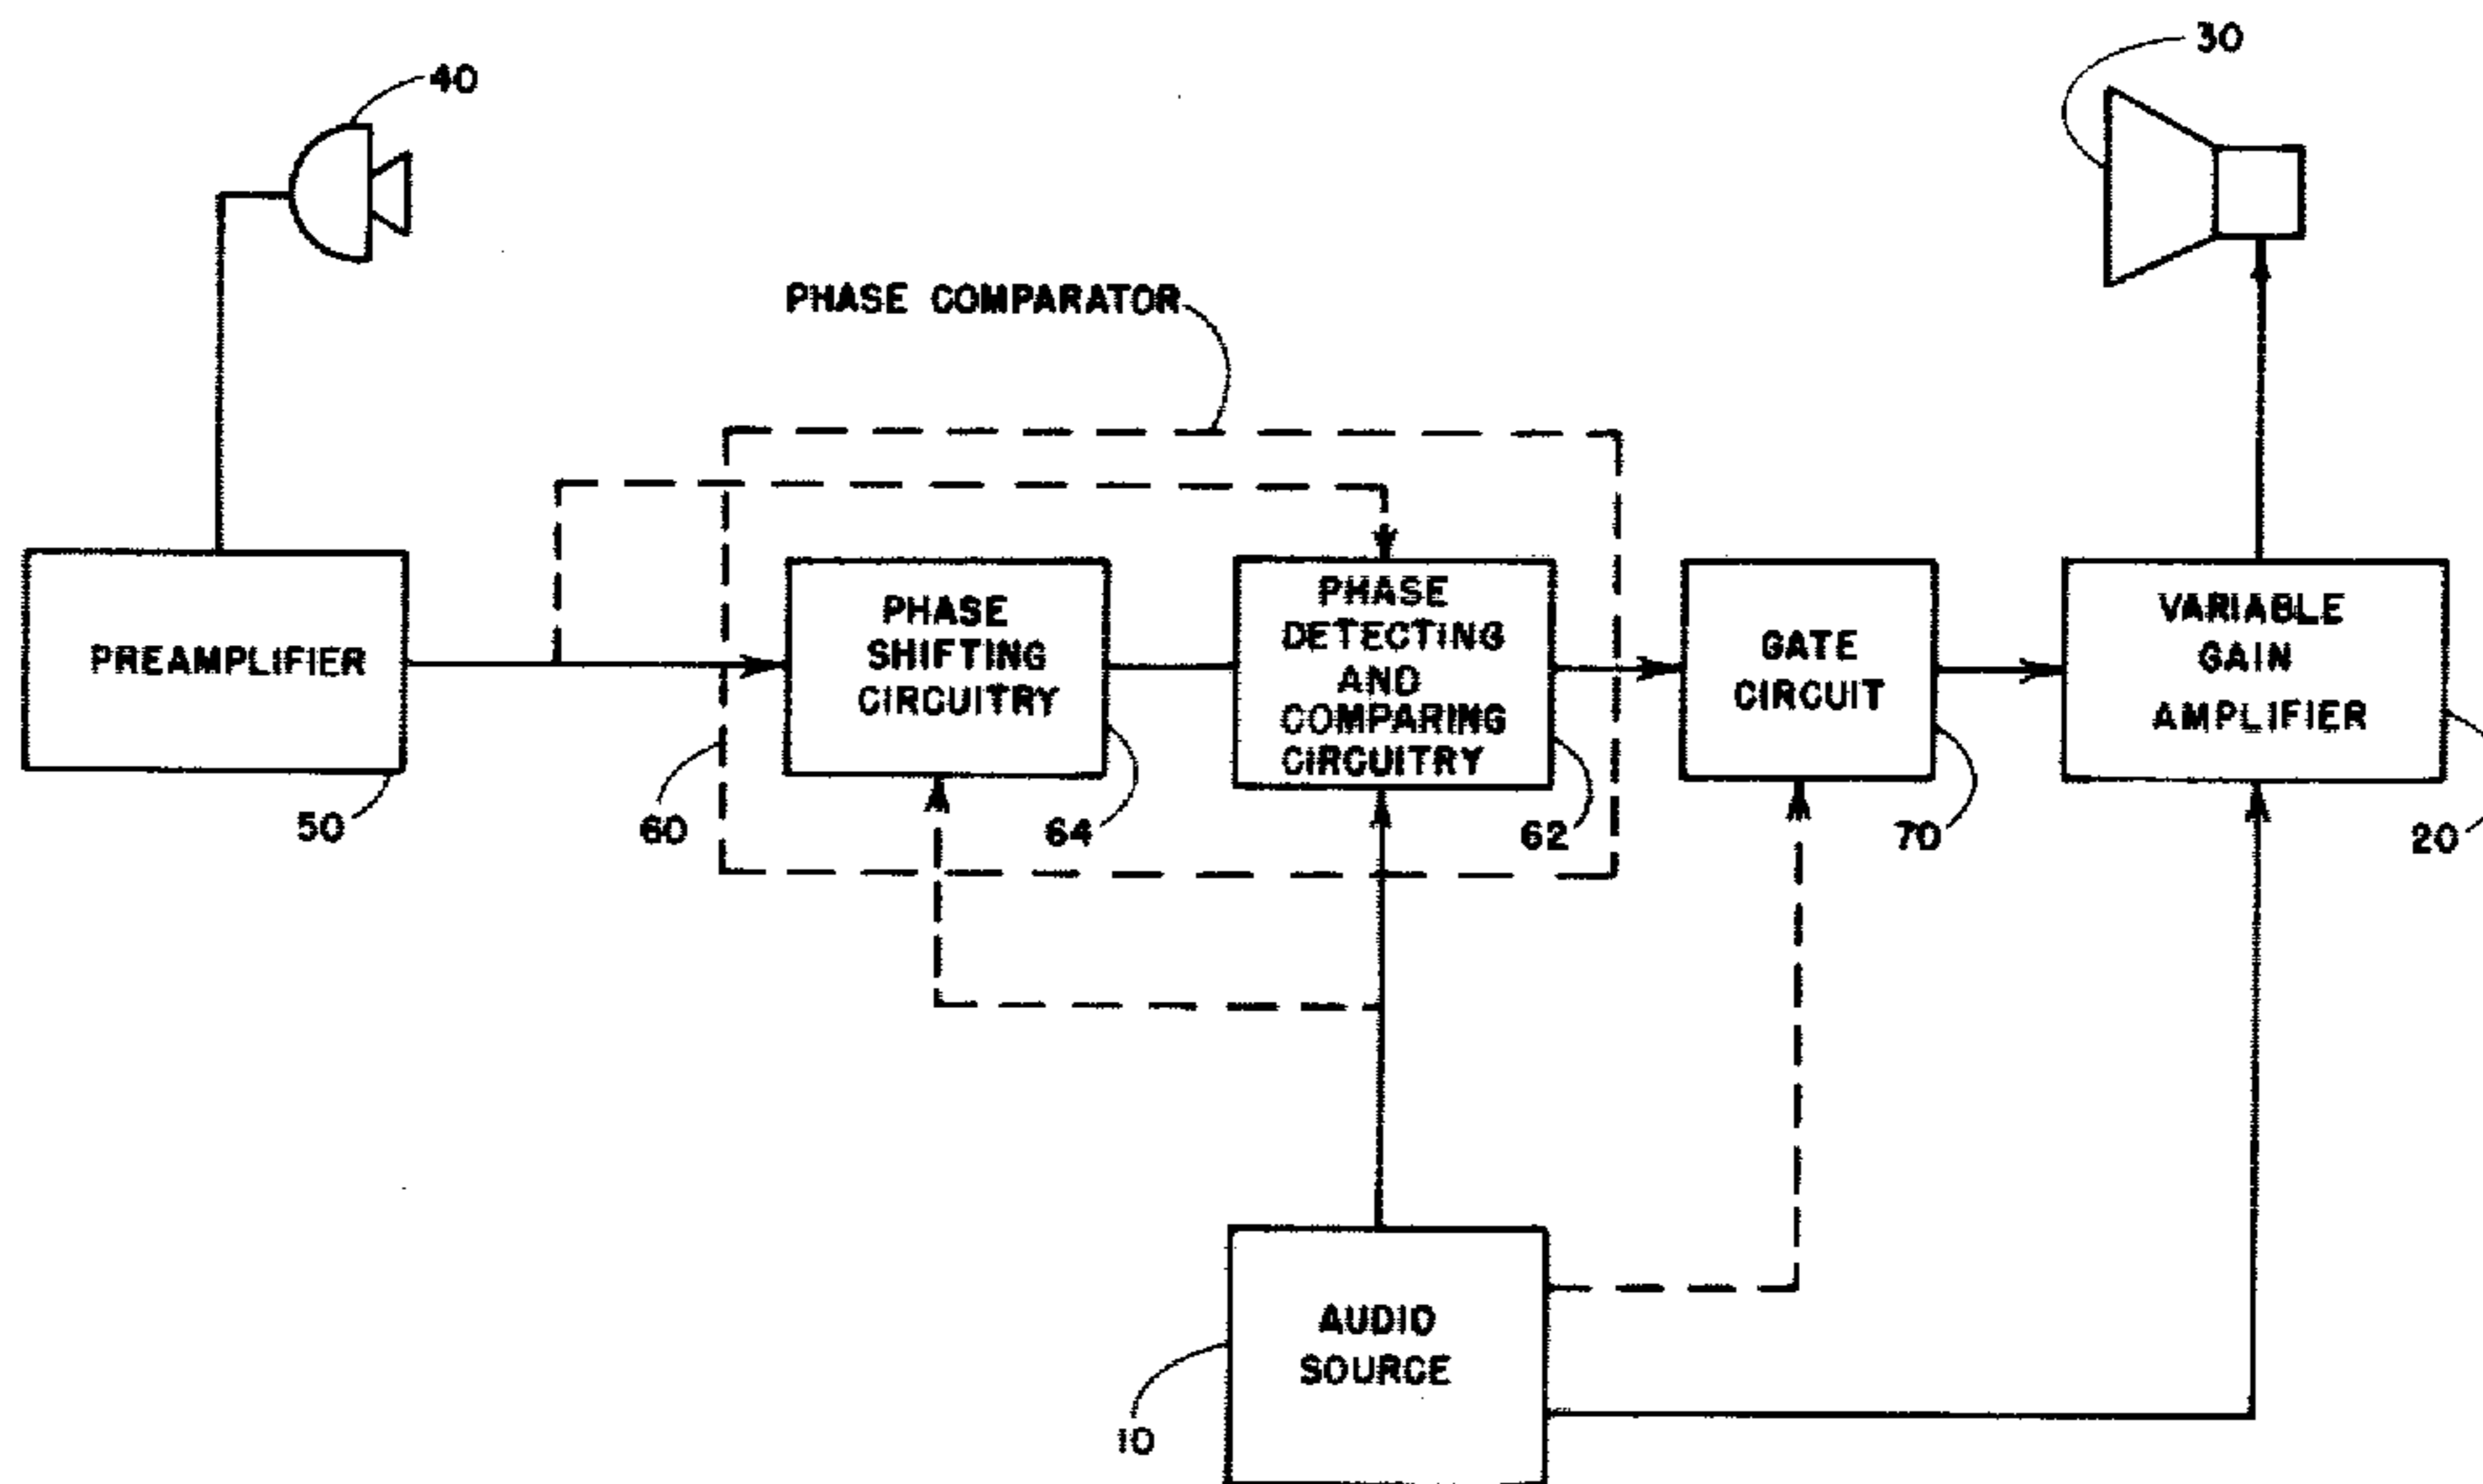 30
40
PHASE COMPARATOR
PREAMPLIFIER
PHASE
SHIFTING
CIRCUITRY
PHASE
DETECTING
AND
COMPARING
CIRCUITRY
GATE
CIRCUIT
VARIABLE
GAIN
AMPLIFIER
50
60
64
62
70
20
AUDIO
SOURCE
10